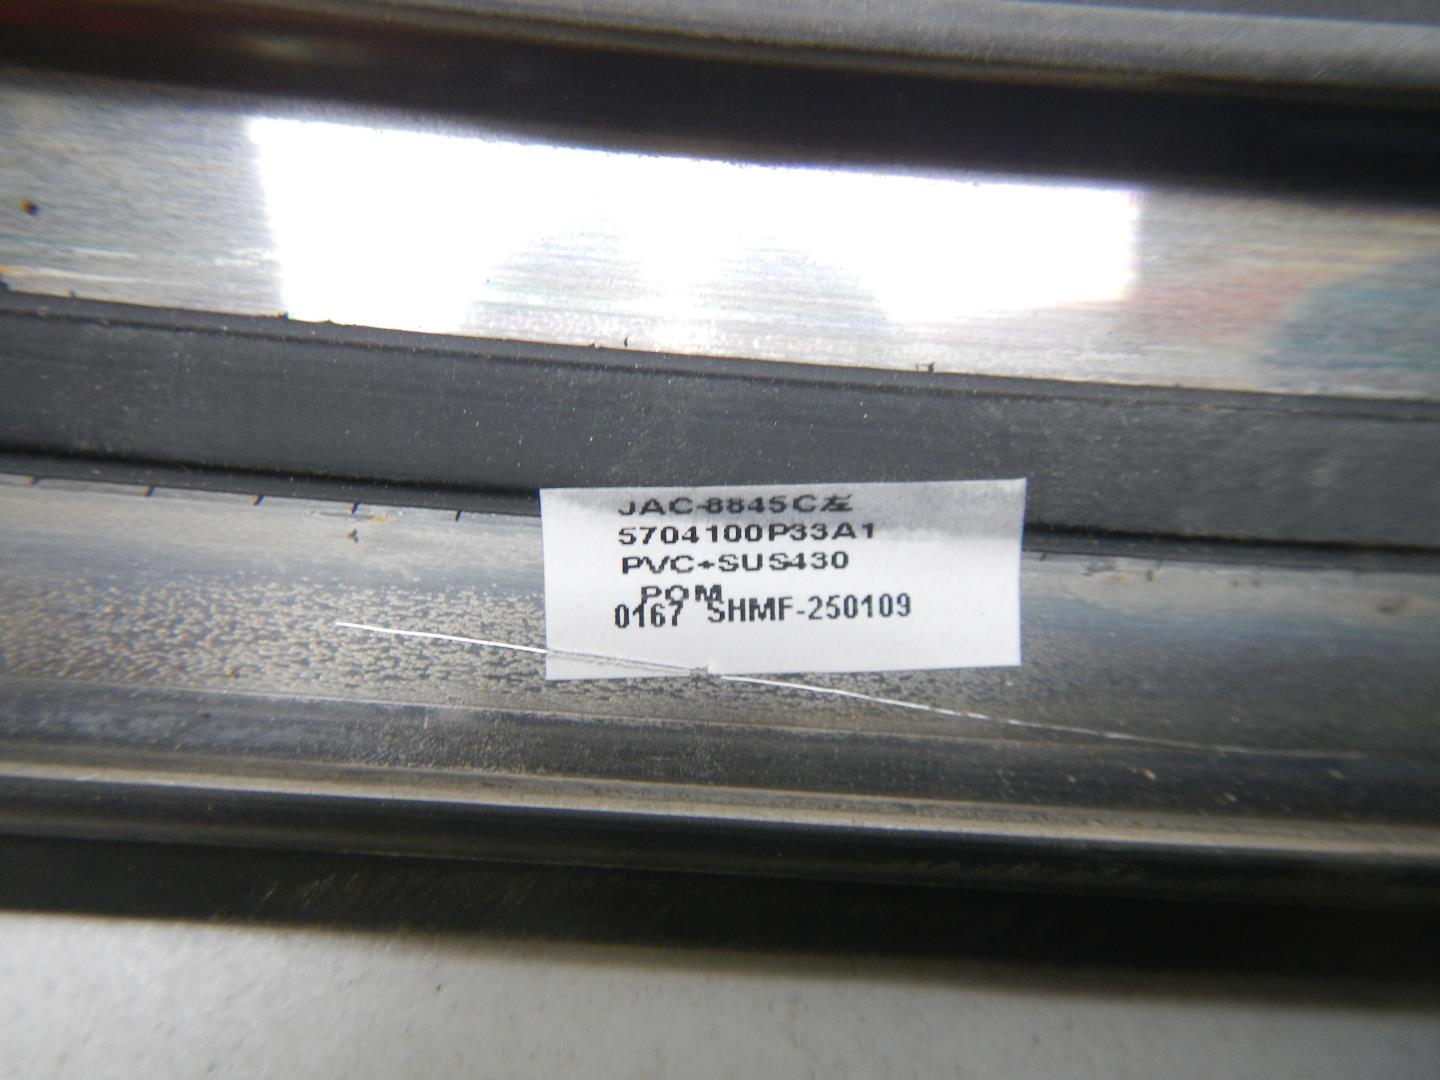 JAC-8845C左
5704100P33A1
PVC+SUS430
POM
0167 SHMF-250109